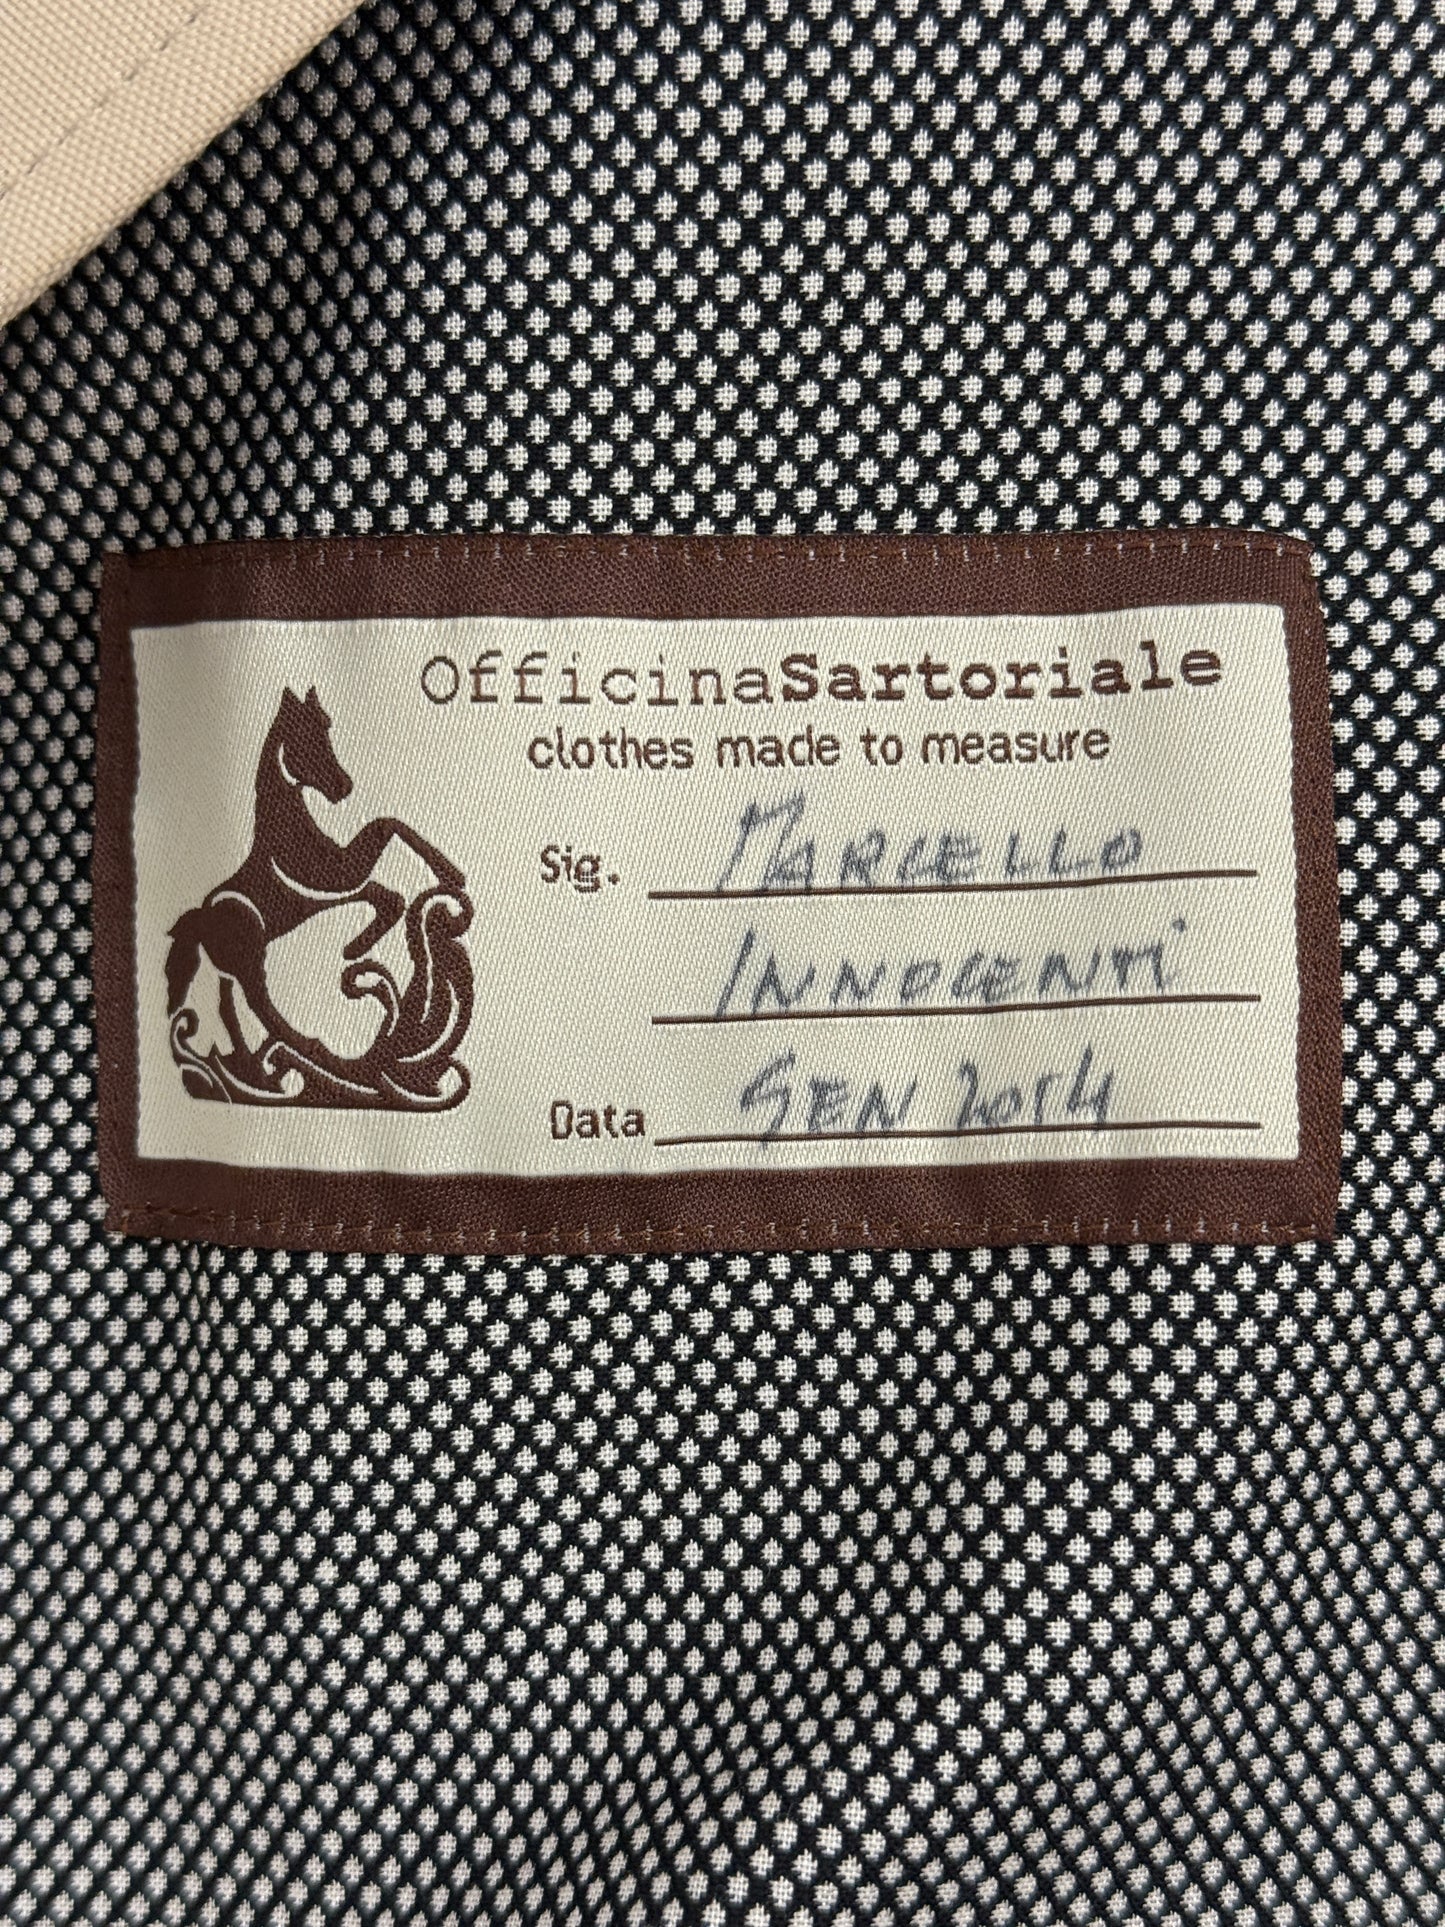 OfficinaSartoriale
clothes made to measure
Sig. MARCELLO
INNOCENTI
Data GEN 2014